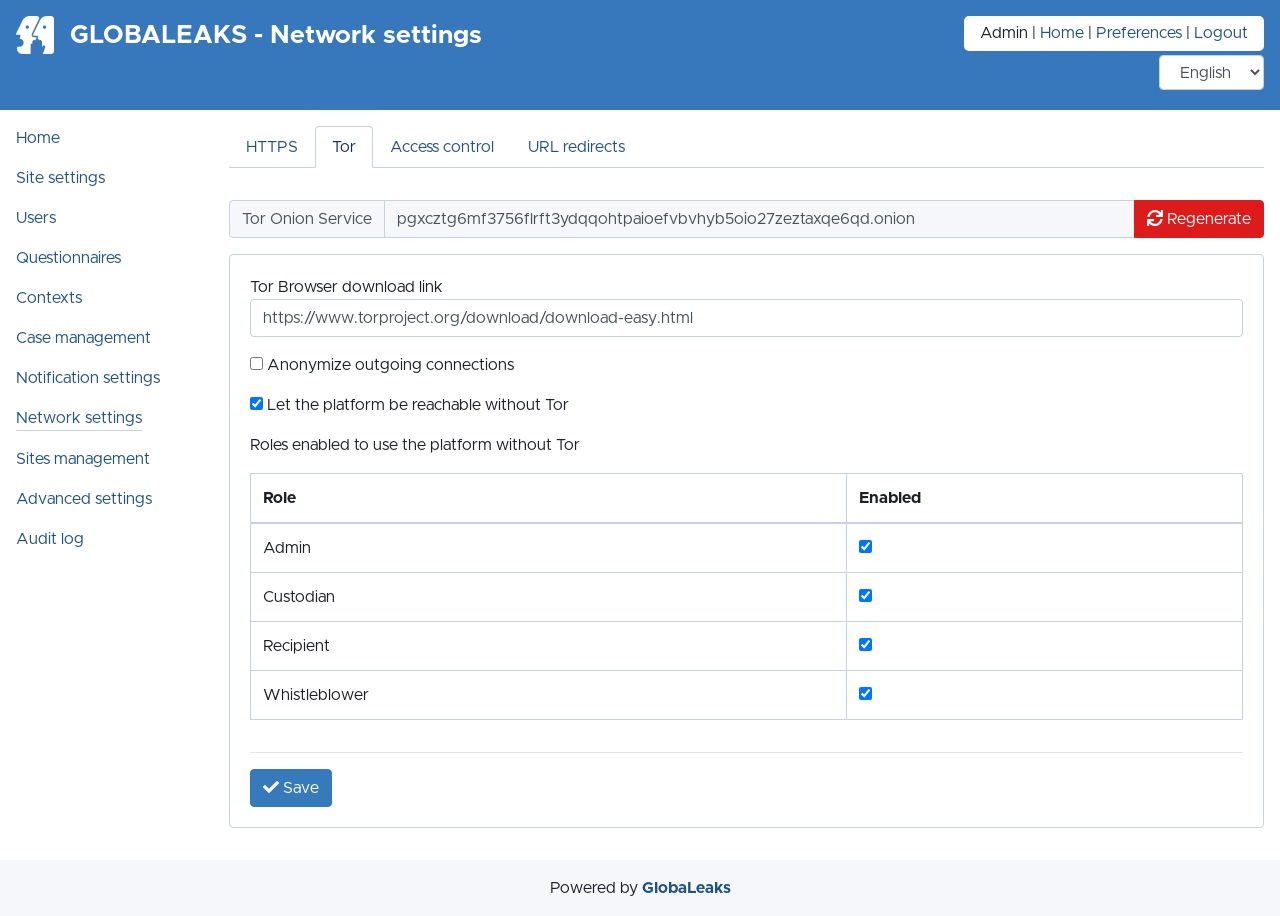 GLOBALEAKS - Network settings
Admin | Home | Preferences | Logout
English
Home
Site settings
Users
Questionnaires
Contexts
Case management
Notification settings
Network settings
Sites management
Advanced settings
Audit log
HTTPS Tor Access control URL redirects
Tor Onion Service pgxcztg6mf3756flrft3ydqqohtpaioefvbvhyb5oio27zeztaxqe6qd.onion Regenerate
Tor Browser download link
https://www.torproject.org/download/download-easy.html
Anonymize outgoing connections
Let the platform be reachable without Tor
Roles enabled to use the platform without Tor
Role Enabled
Admin
Custodian
Recipient
Whistleblower
Save
Powered by GlobaLeaks